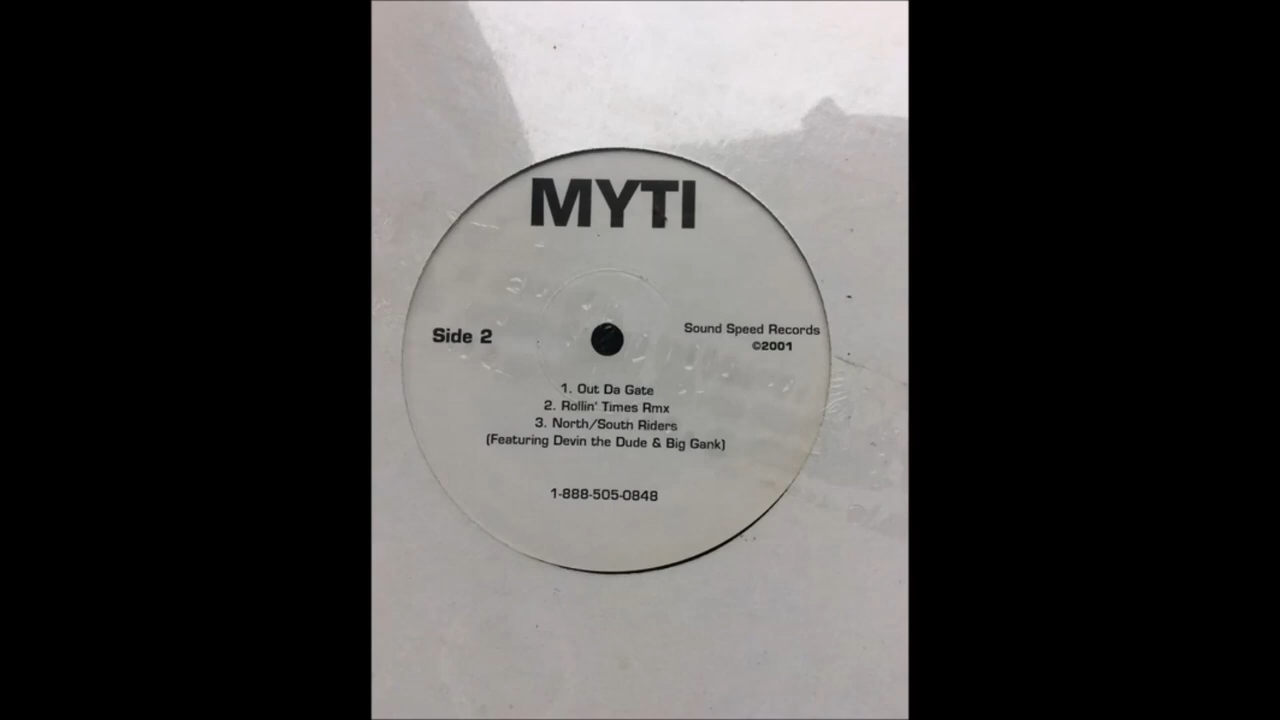 MYTI
Side 2
Sound Speed Records
©2001
1. Out Da Gate
2. Rollin' Times Rmx
3. North/South Riders
(Featuring Devin the Dude & Big Gank)
1-888-505-0848